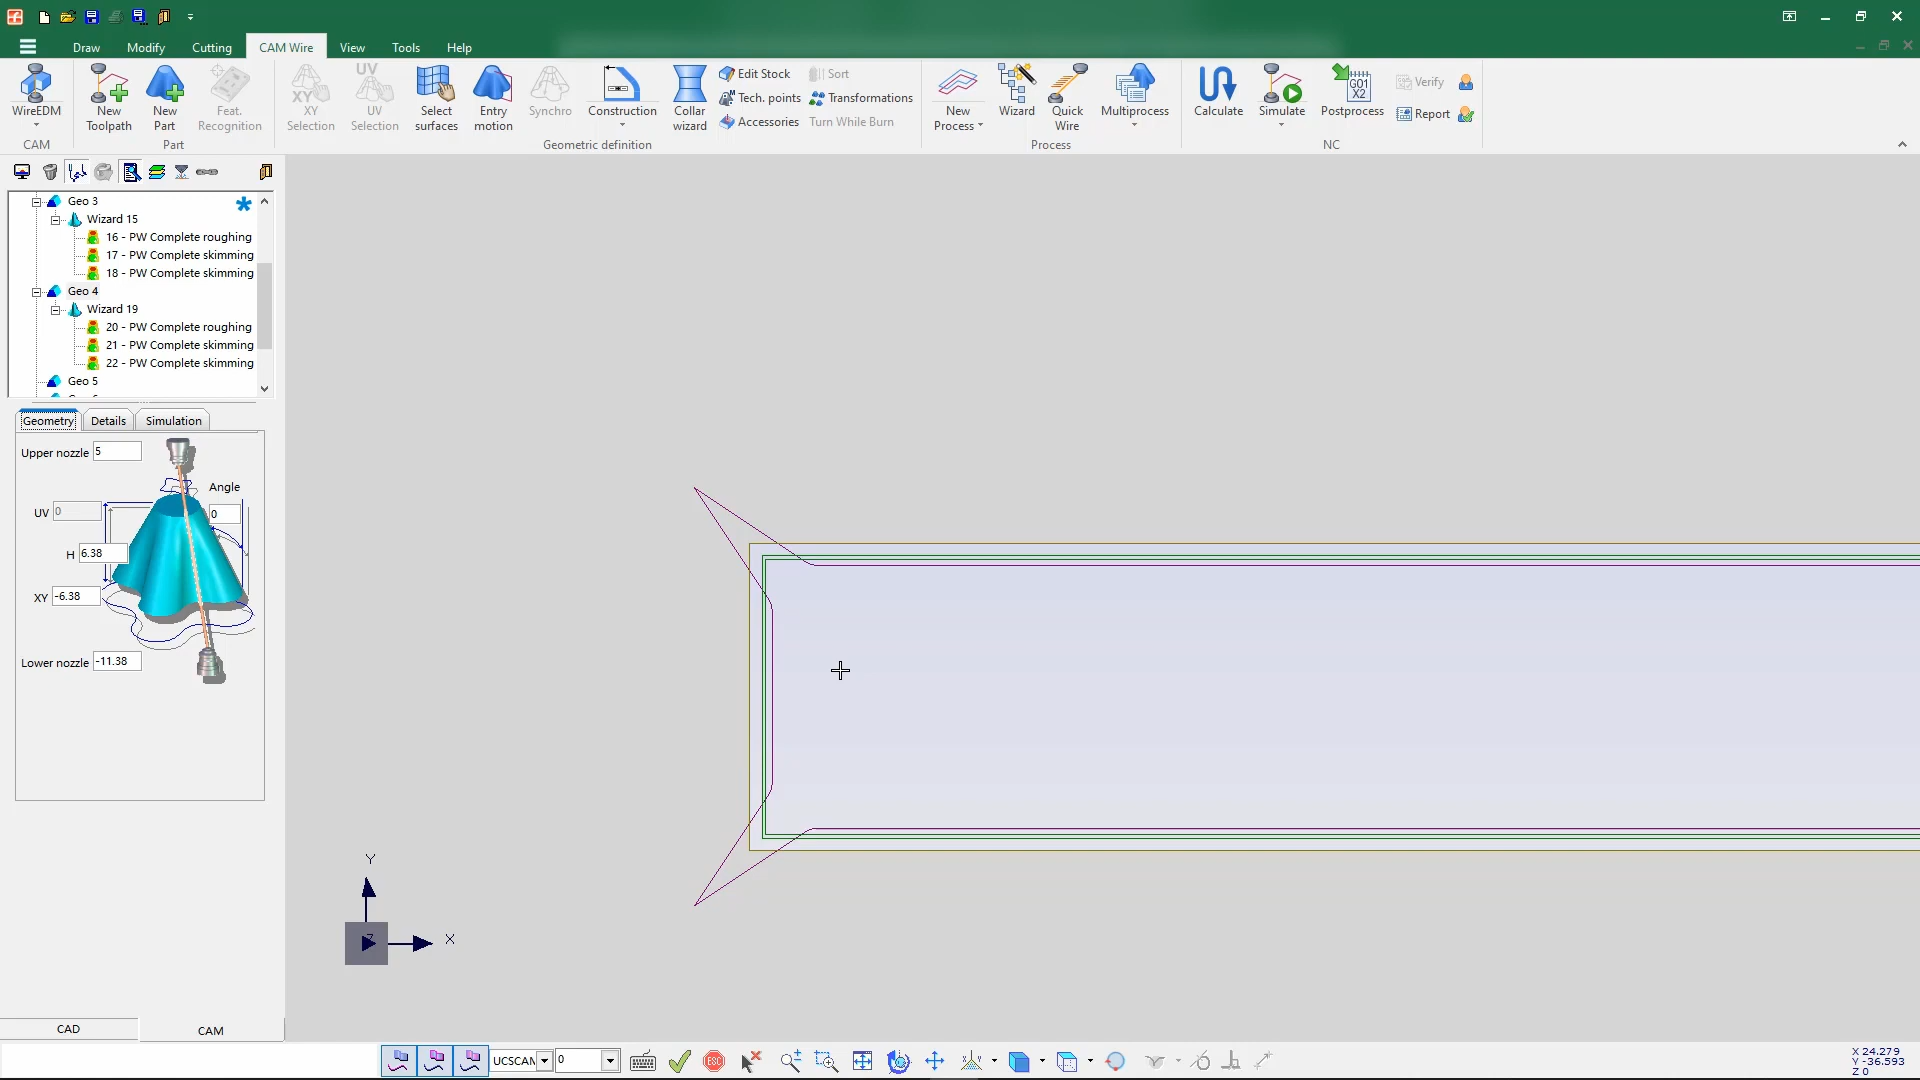 Draw Modify Cutting CAM Wire View Tools Help
WireEDM
CAM
New Toolpath
New Part
Feat. Recognition
Part
XY Selection
UV Selection
Select surfaces
Entry motion
Synchro
Construction
Collar wizard
Edit Stock
Tech. points
Accessories
Sort
Transformations
Turn While Burn
Geometric definition
New Process
Wizard
Quick Wire
Multiprocess
Process
Calculate
Simulate
Postprocess
G01
X2
Verify
Report
NC
Geo 3
Wizard 15
16 - PW Complete roughing
17 - PW Complete skimming
18 - PW Complete skimming
Geo 4
Wizard 19
20 - PW Complete roughing
21 - PW Complete skimming
22 - PW Complete skimming
Geo 5
Geometry Details Simulation
Upper nozzle 5
Angle
0
UV 0
H 6.38
XY -6.38
Lower nozzle -11.38
Y
Z
X
CAD CAM
UCSCAM 0
ESC
X 24.279
Y -36.593
Z 0